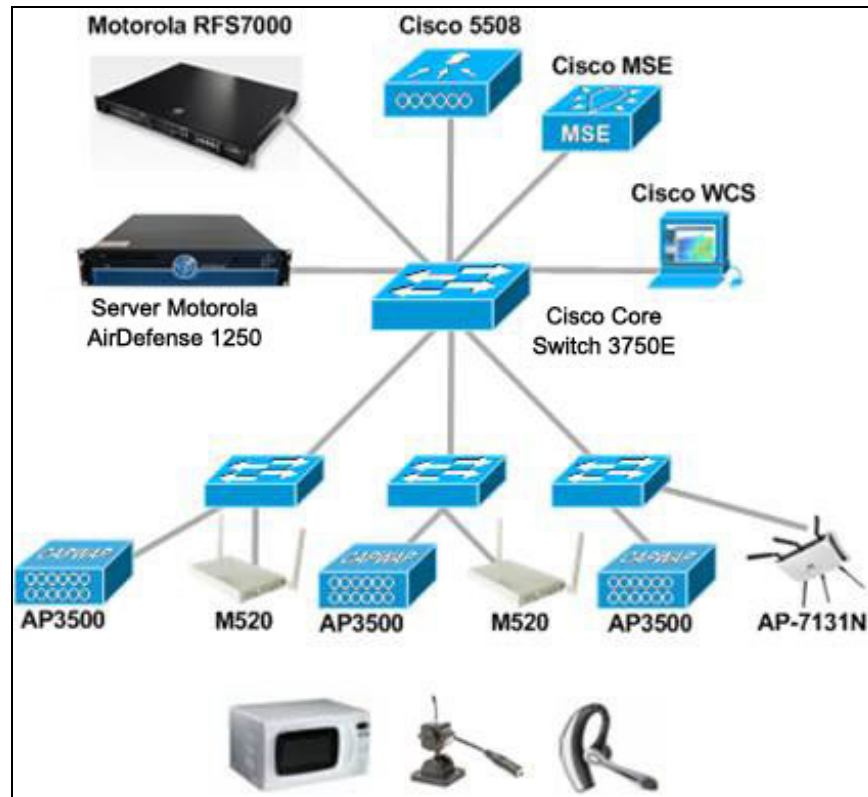 Motorola RFS7000
Cisco 5508
Cisco MSE
MSE
Cisco WCS
Server Motorola
AirDefense 1250
Cisco Core
Switch 3750E
CAPWAP
AP3500
M520
CAPWAP
AP3500
M520
CAPWAP
AP3500
AP-7131N